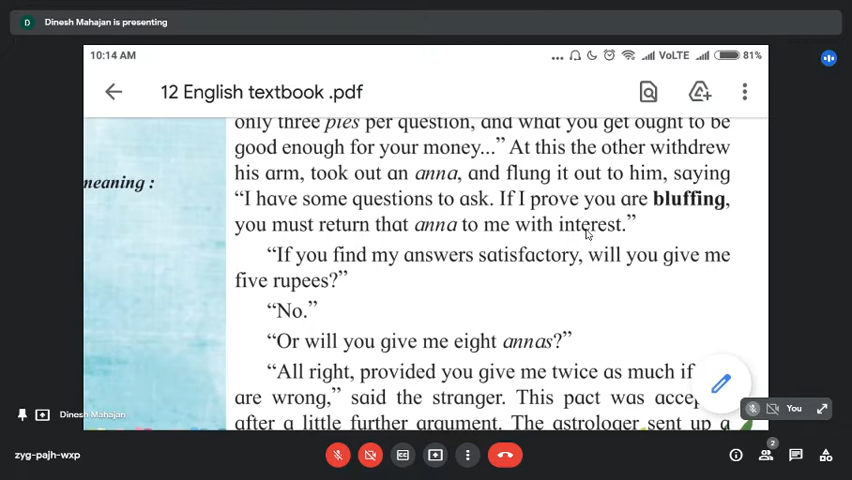 D Dinesh Mahajan is presenting
10:14 AM ... VoLTE 81%
12 English textbook .pdf
only three pies per question, and what you get ought to be
good enough for your money...” At this the other withdrew
meaning :
his arm, took out an anna, and flung it out to him, saying
“I have some questions to ask. If I prove you are bluffing,
you must return that anna to me with interest.”
“If you find my answers satisfactory, will you give me
five rupees?”
“No.”
“Or will you give me eight annas?”
“All right, provided you give me twice as much if
are wrong,” said the stranger. This pact was accep
after a little further argument. The astrologer sent up a
Dinesh Mahajan
You
zyg-pajh-wxp
2